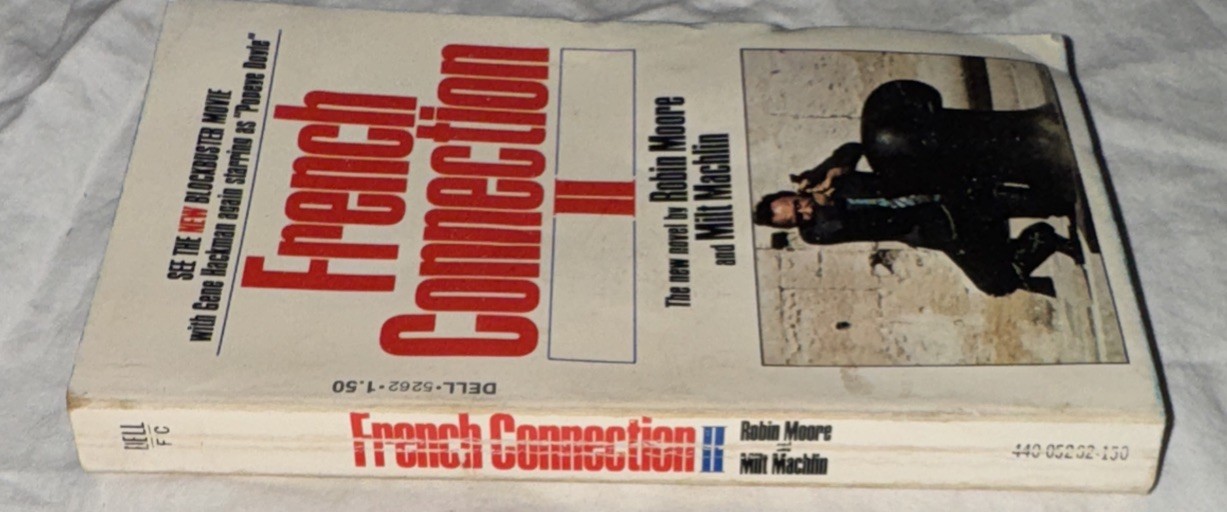 SEE THE NEW BLOCKBUSTER MOVIE
with Gene Hackman again starring as "Popeye Doyle"
French
Connection
II
The new novel by Robin Moore
and Milt Machlin
DELL•5262•1.50
DELL
FC
French Connection II
Robin Moore
Milt Machlin
440-05262-150